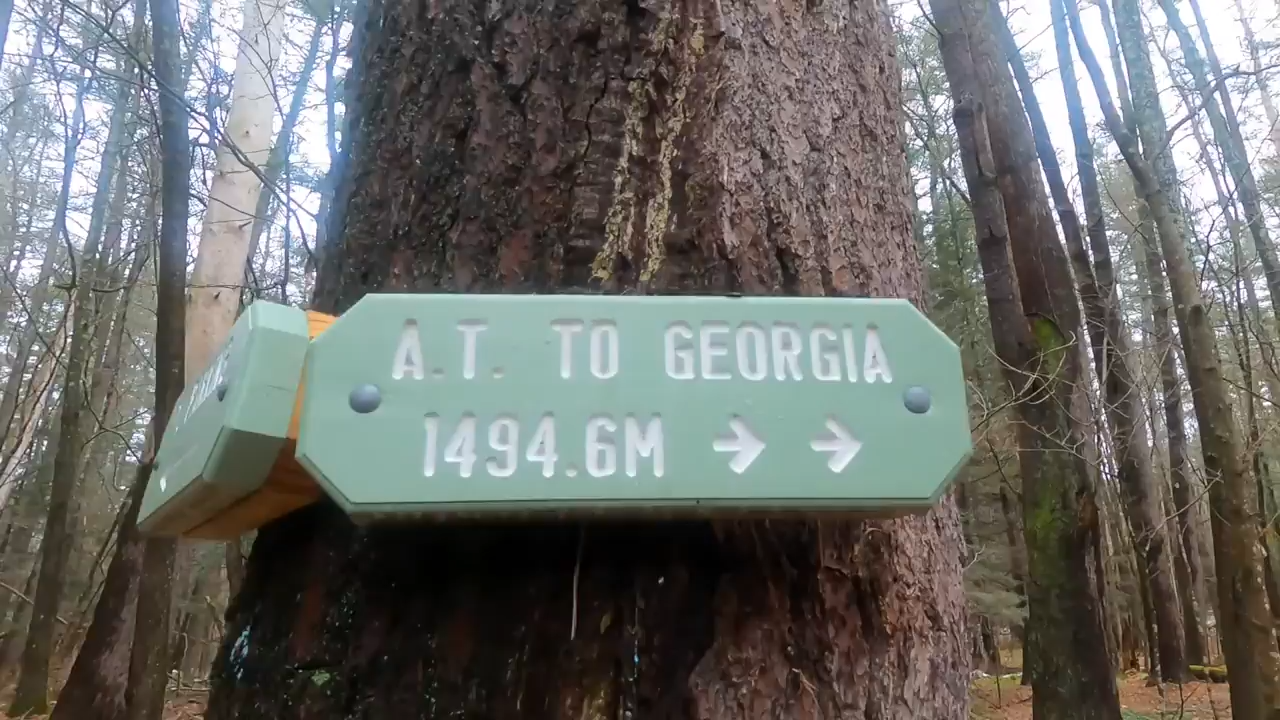 A.T. TO GEORGIA
1494.6M → →